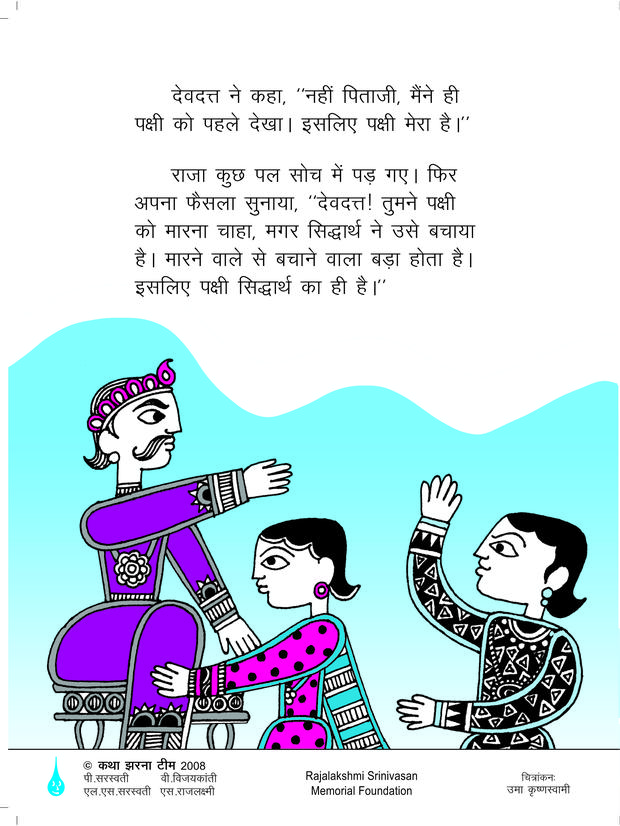 देवदत्त ने कहा, ‘‘नहीं पिताजी, मैंने ही
पक्षी को पहले देखा। इसलिए पक्षी मेरा है।’’
राजा कुछ पल सोच में पड़ गए। फिर
अपना फैसला सुनाया, ‘‘देवदत्त! तुमने पक्षी
को मारना चाहा, मगर सिद्धार्थ ने उसे बचाया
है। मारने वाले से बचाने वाला बड़ा होता है।
इसलिए पक्षी सिद्धार्थ का ही है।’’
© कथा झरना टीम 2008
पी.सरस्वती वी.विजयकांती
एल.एस.सरस्वती एस.राजलक्ष्मी
Rajalakshmi Srinivasan
Memorial Foundation
चित्रांकनः
उमा कृष्णस्वामी